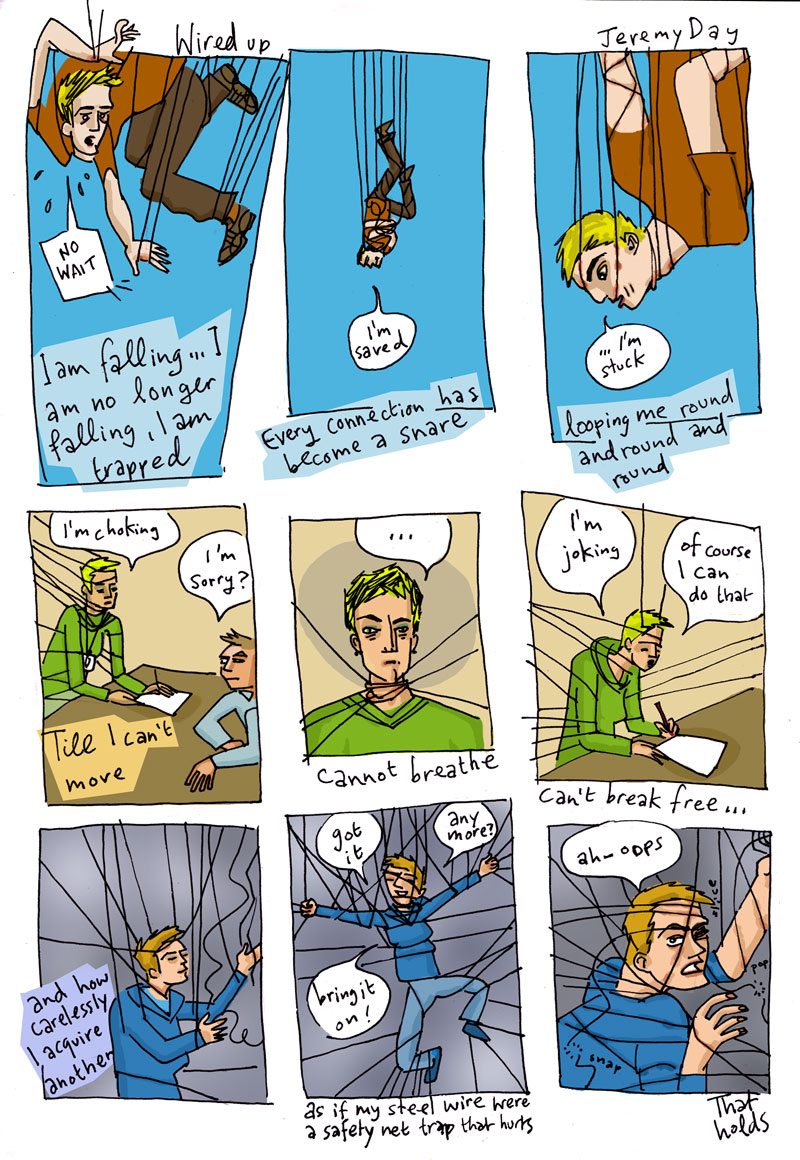 Wired up
Jeremy Day
NO
WAIT
I am falling... I
am no longer
falling, I am
trapped
I'm
saved
Every connection has
become a snare
... I'm
stuck
looping me round
and round and
round
I'm choking
I'm
sorry?
Till I can't
move
...
cannot breathe
I'm
joking
of course
I can
do that
can't break free...
and how
carelessly
I acquire
another
got
it
any
more?
bring it
on!
as if my steel wire were
a safety net trap that hurts
ah-oops
slice
pop
snap
That
holds